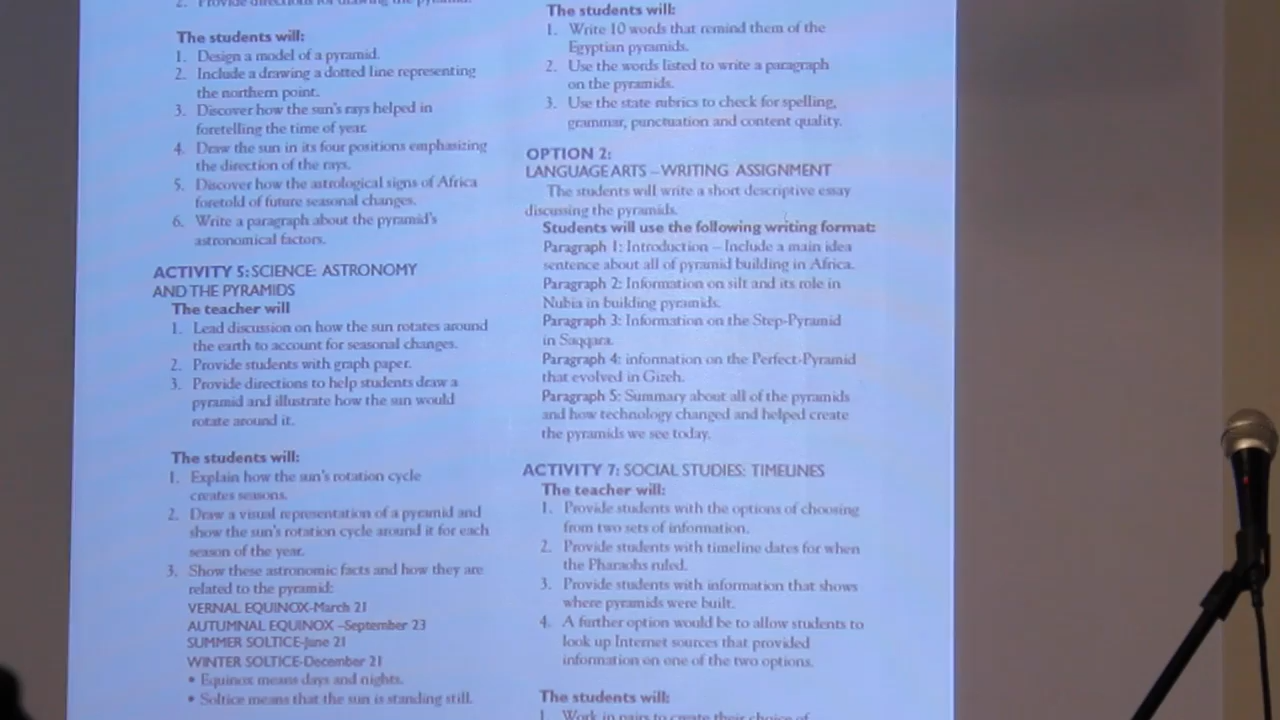 2. Provide directions for drawing the pyramid.
The students will:
1. Design a model of a pyramid.
2. Include a drawing a dotted line representing
the northern point.
3. Discover how the sun's rays helped in
foretelling the time of year.
4. Draw the sun in its four positions emphasizing
the direction of the rays.
5. Discover how the astrological signs of Africa
foretold of future seasonal changes.
6. Write a paragraph about the pyramid's
astronomical factors.
ACTIVITY 5: SCIENCE: ASTRONOMY
AND THE PYRAMIDS
The teacher will
1. Lead discussion on how the sun rotates around
the earth to account for seasonal changes.
2. Provide students with graph paper.
3. Provide directions to help students draw a
pyramid and illustrate how the sun would
rotate around it.
The students will:
1. Explain how the sun's rotation cycle
creates seasons.
2. Draw a visual representation of a pyramid and
show the sun's rotation cycle around it for each
season of the year.
3. Show these astronomic facts and how they are
related to the pyramid:
VERNAL EQUINOX-March 21
AUTUMNAL EQUINOX –September 23
SUMMER SOLTICE-June 21
WINTER SOLTICE-December 21
• Equinox means days and nights.
• Soltice means that the sun is standing still.
The students will:
1. Write 10 words that remind them of the
Egyptian pyramids.
2. Use the words listed to write a paragraph
on the pyramids.
3. Use the state rubrics to check for spelling,
grammar, punctuation and content quality.
OPTION 2:
LANGUAGE ARTS – WRITING ASSIGNMENT
The students will write a short descriptive essay
discussing the pyramids.
Students will use the following writing format:
Paragraph 1: Introduction – Include a main idea
sentence about all of pyramid building in Africa.
Paragraph 2: Information on silt and its role in
Nubia in building pyramids.
Paragraph 3: Information on the Step-Pyramid
in Saqqara.
Paragraph 4: information on the Perfect-Pyramid
that evolved in Gizeh.
Paragraph 5: Summary about all of the pyramids
and how technology changed and helped create
the pyramids we see today.
ACTIVITY 7: SOCIAL STUDIES: TIMELINES
The teacher will:
1. Provide students with the options of choosing
from two sets of information.
2. Provide students with timeline dates for when
the Pharaohs ruled.
3. Provide students with information that shows
where pyramids were built.
4. A further option would be to allow students to
look up Internet sources that provided
information on one of the two options.
The students will:
1. Work in pairs to create their choice of